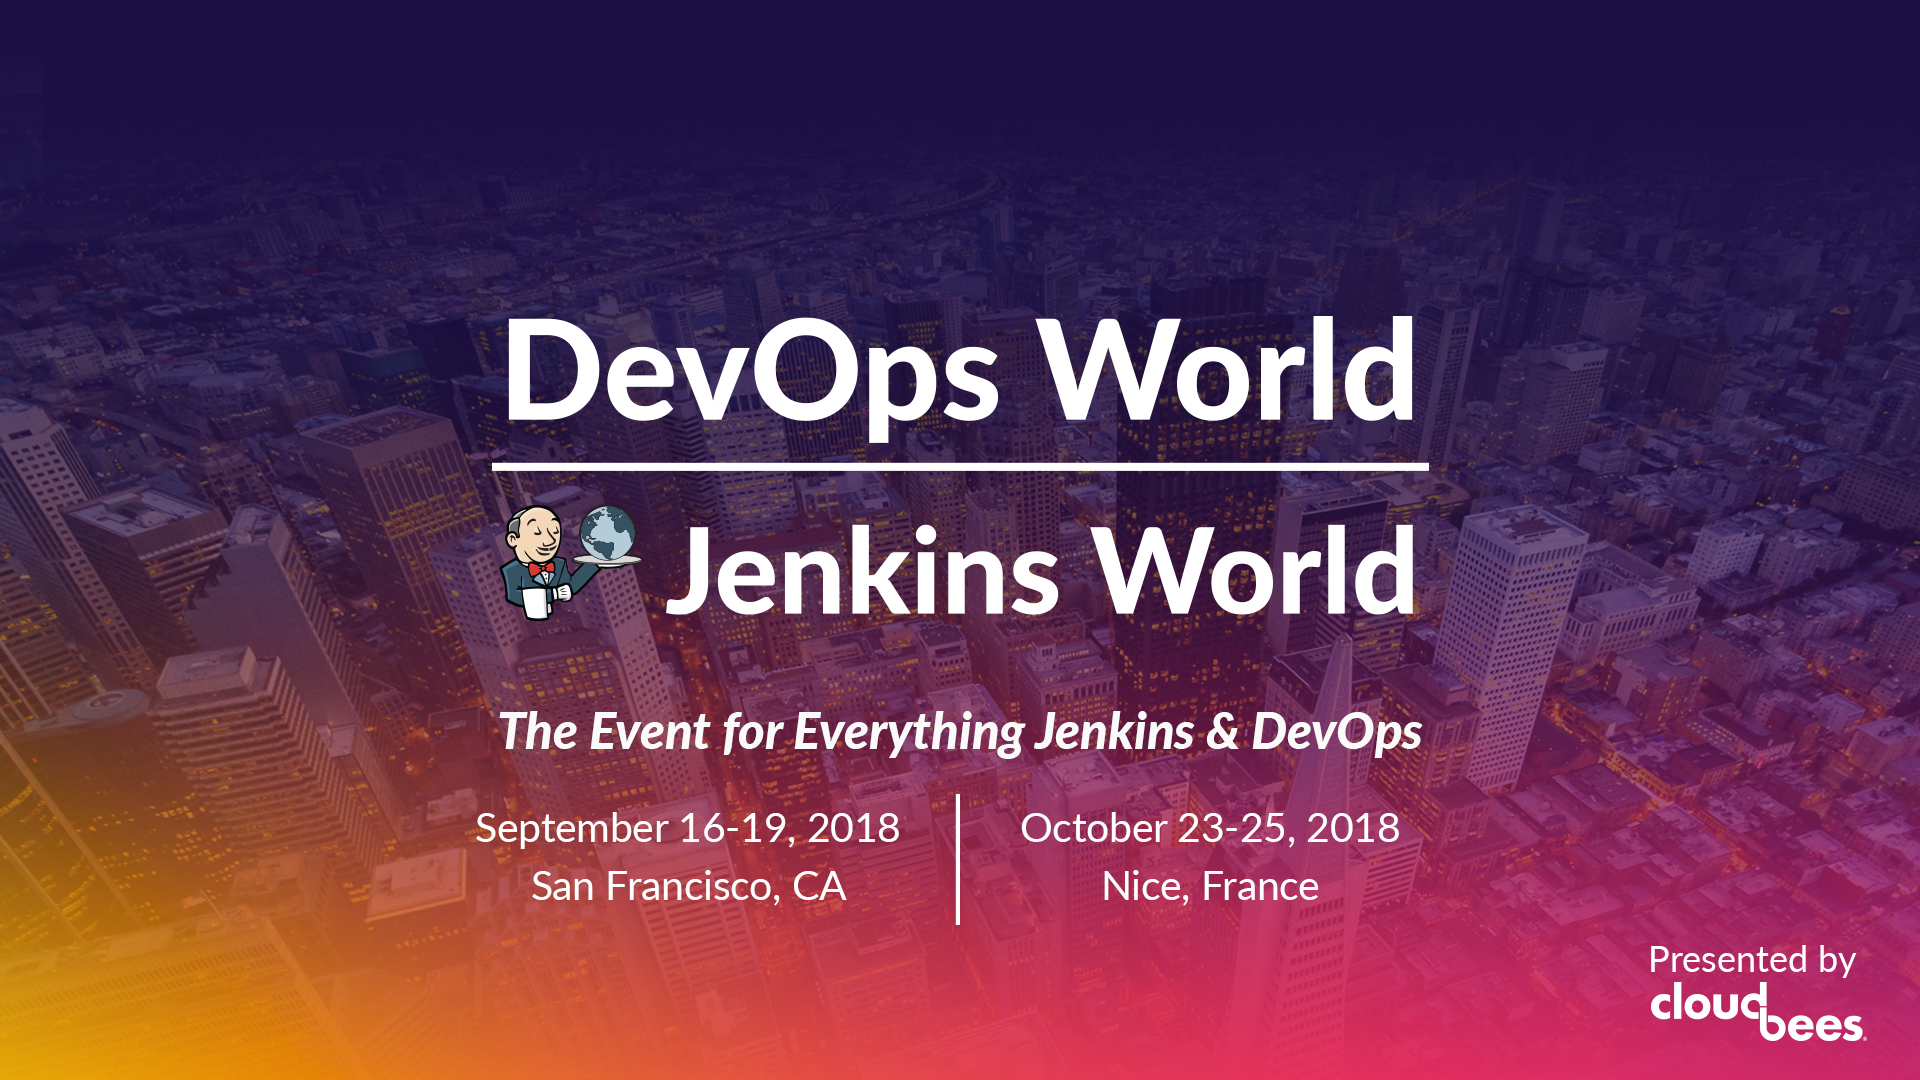 DevOps World
Jenkins World
The Event for Everything Jenkins & DevOps
September 16-19, 2018
San Francisco, CA
October 23-25, 2018
Nice, France
Presented by
cloudbees